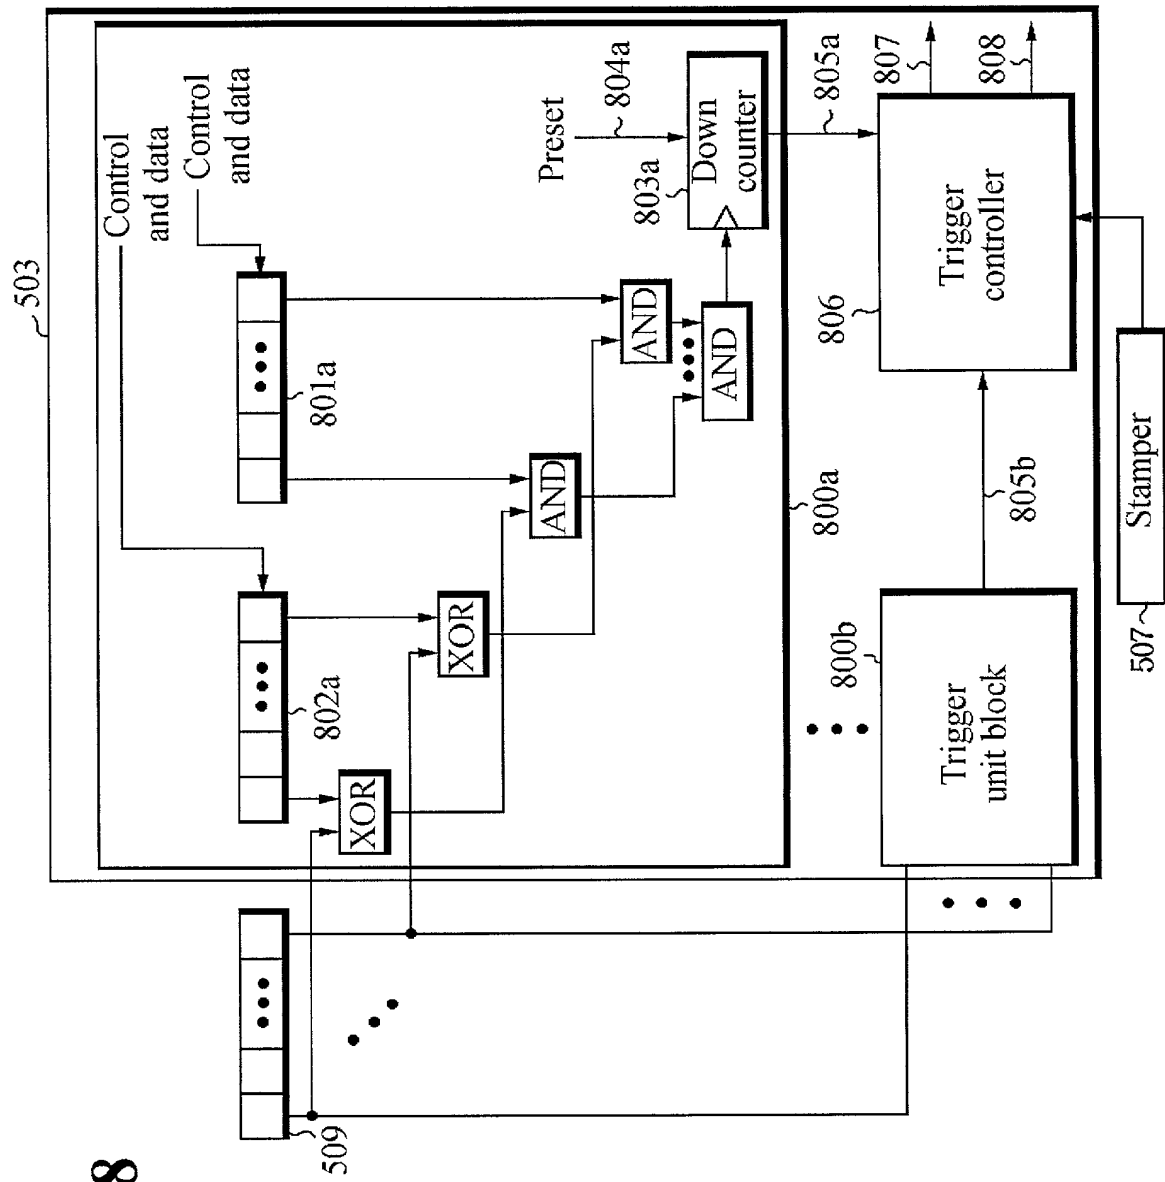 8
503
Control
and data
Control
and data
801a
802a
XOR
XOR
AND
AND
AND
Preset
804a
803a
Down
counter
805a
800a
509
Trigger
unit block
800b
805b
Trigger
controller
806
807
808
Stamper
507